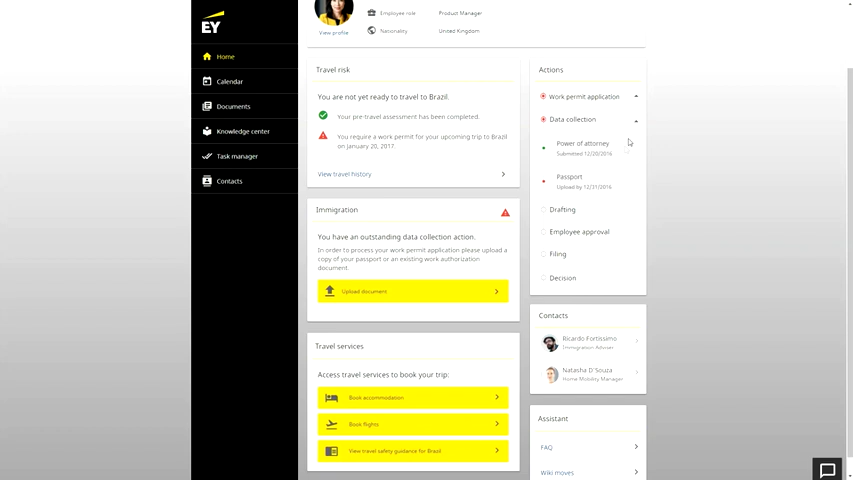 EY
Home
Calendar
Documents
Knowledge center
Task manager
Contacts
View profile
Employee role Product Manager
Nationality United Kingdom
Travel risk
You are not yet ready to travel to Brazil.
Your pre-travel assessment has been completed.
You require a work permit for your upcoming trip to Brazil
on January 20, 2017.
View travel history
Immigration
You have an outstanding data collection action.
In order to process your work permit application please upload a
copy of your passport or an existing work authorization
document.
Upload document
Travel services
Access travel services to book your trip:
Book accommodation
Book flights
View travel safety guidance for Brazil
Actions
Work permit application
Data collection
Power of attorney
Submitted 12/20/2016
Passport
Upload by 12/31/2016
Drafting
Employee approval
Filing
Decision
Contacts
Ricardo Fortissimo
Immigration Adviser
Natasha D'Souza
Home Mobility Manager
Assistant
FAQ
Wiki moves